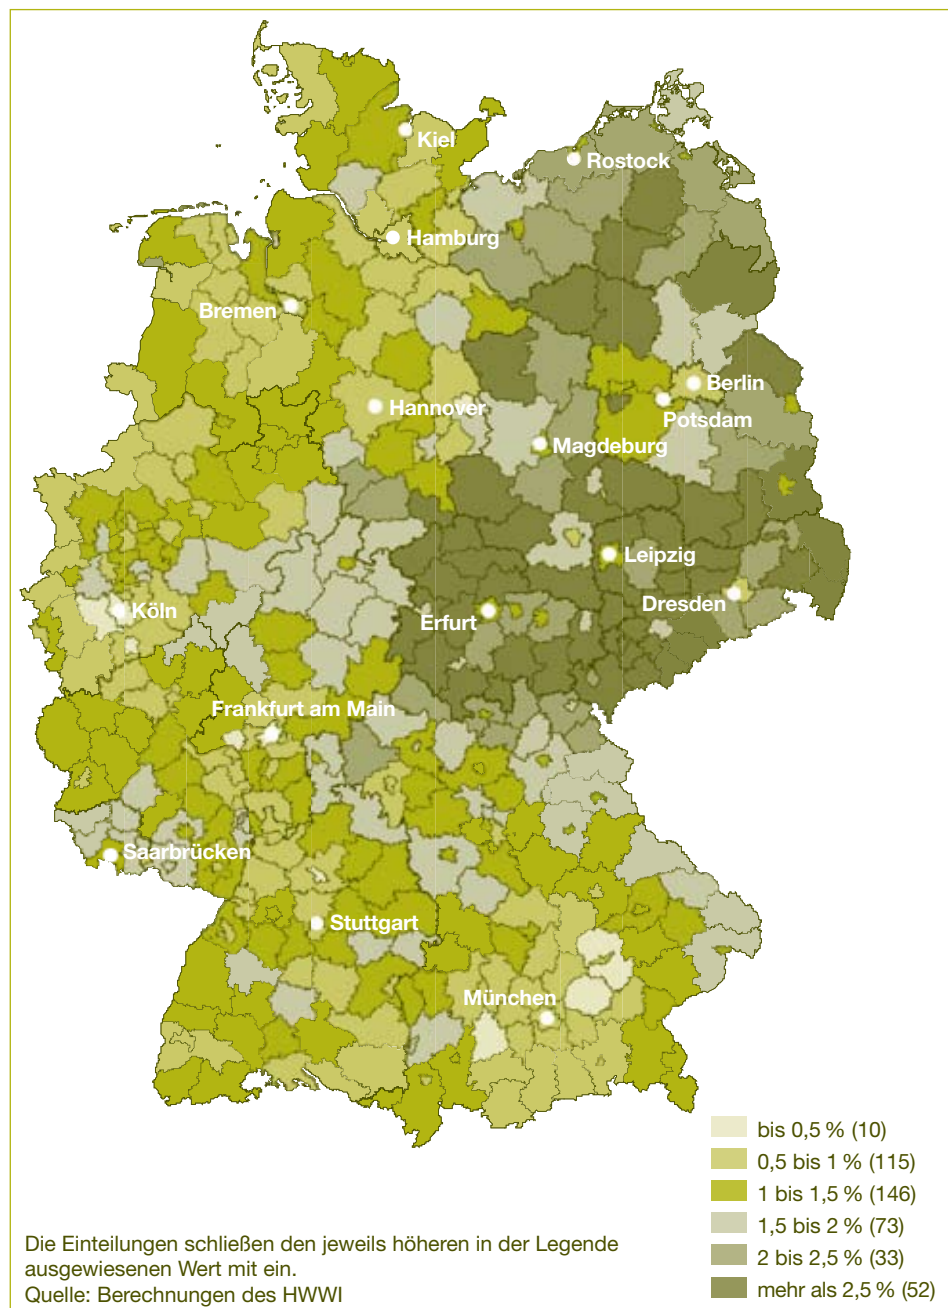 Kiel
Rostock
Hamburg
Bremen
Berlin
Hannover
Potsdam
Magdeburg
Leipzig
Köln
Erfurt
Dresden
Frankfurt am Main
Saarbrücken
Stuttgart
München
bis 0,5 % (10)
0,5 bis 1 % (115)
1 bis 1,5 % (146)
1,5 bis 2 % (73)
2 bis 2,5 % (33)
mehr als 2,5 % (52)
Die Einteilungen schließen den jeweils höheren in der Legende
ausgewiesenen Wert mit ein.
Quelle: Berechnungen des HWWI